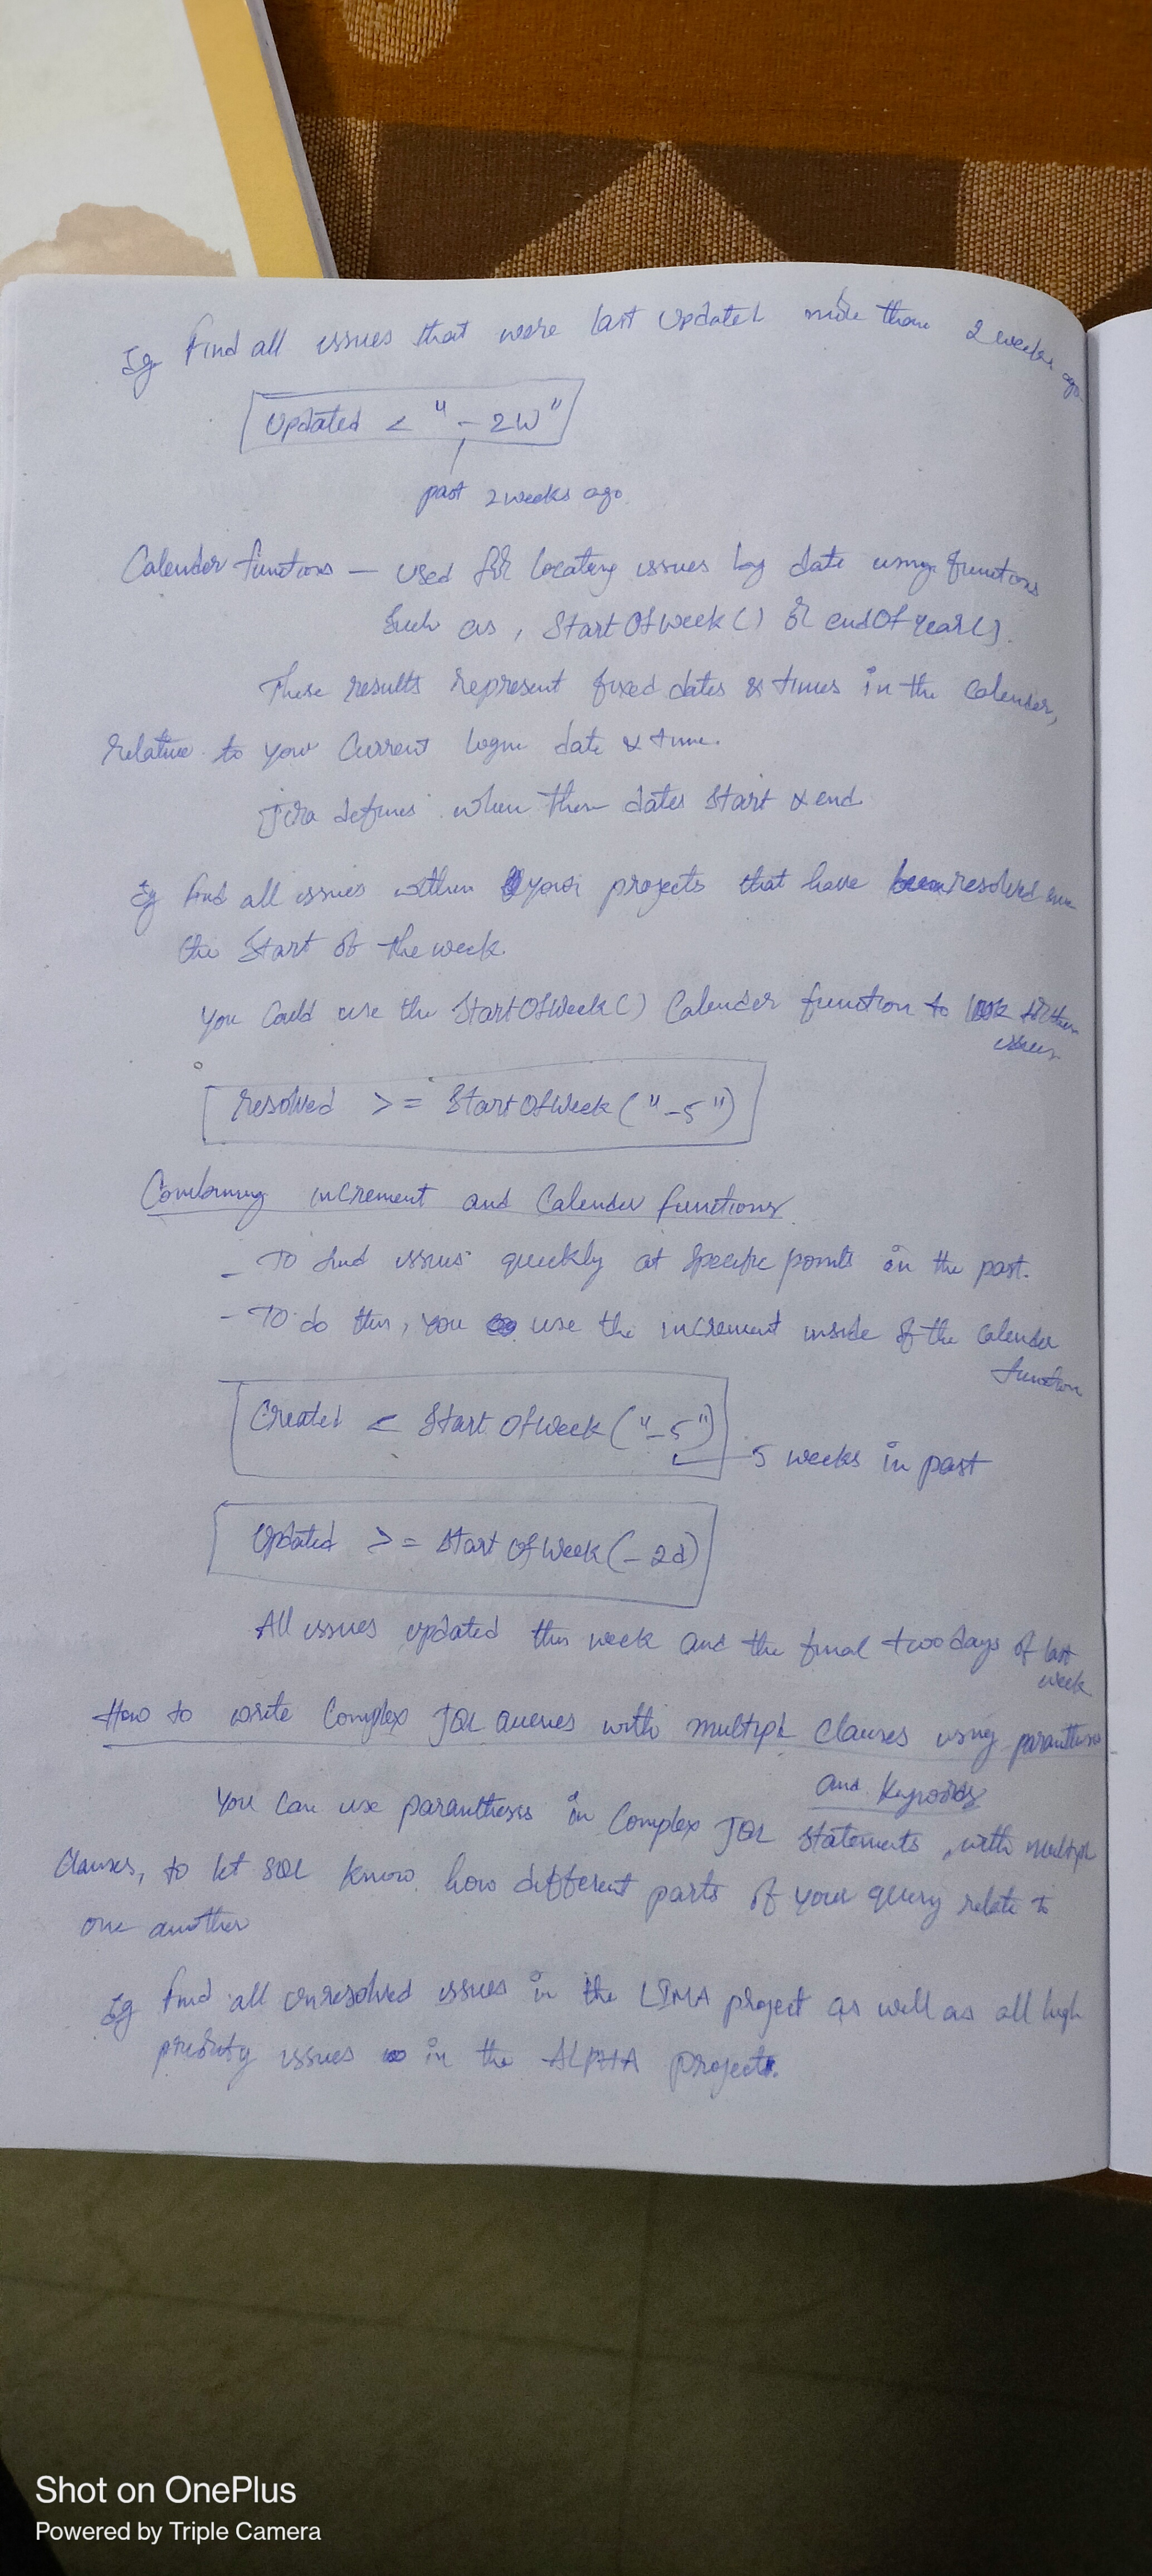 Eg Find all issues that were last updated more than 2 weeks ago
Updated < "-2W"
past 2 weeks ago.
Calender functions – used for locating issues by date using functions
Such as, StartOfweek() or endOfYear().
These results represent fixed dates & times in the Calender,
relative to your Current login date & time.
Jira defines when then dates start & end
Eg find all issues within your projects that have been resolved since
the Start of the week.
You Could use the StartOfWeek() Calender function to look for then
issues
resolved >= StartOfWeek("-5")
Combining increment and Calender functions
- To find issues quickly at Specific points in the past.
- To do this, You use the increment inside of the Calender
function
Created < StartOfweek("-5")
5 weeks in past
Updated >= StartOfWeek(-2d)
All issues updated this week and the final two days of last
week
How to write Complex JQL queries with multiple Clauses using paranthesis
and Keywords
You Can use paranthesis in Complex JQL statements, with multiple
Clauses, to let SQL know how different parts of your query relate to
one another
Eg find all unresolved issues in the LIMA project as well as all high
priority issues in the ALPHA project.
Shot on OnePlus
Powered by Triple Camera